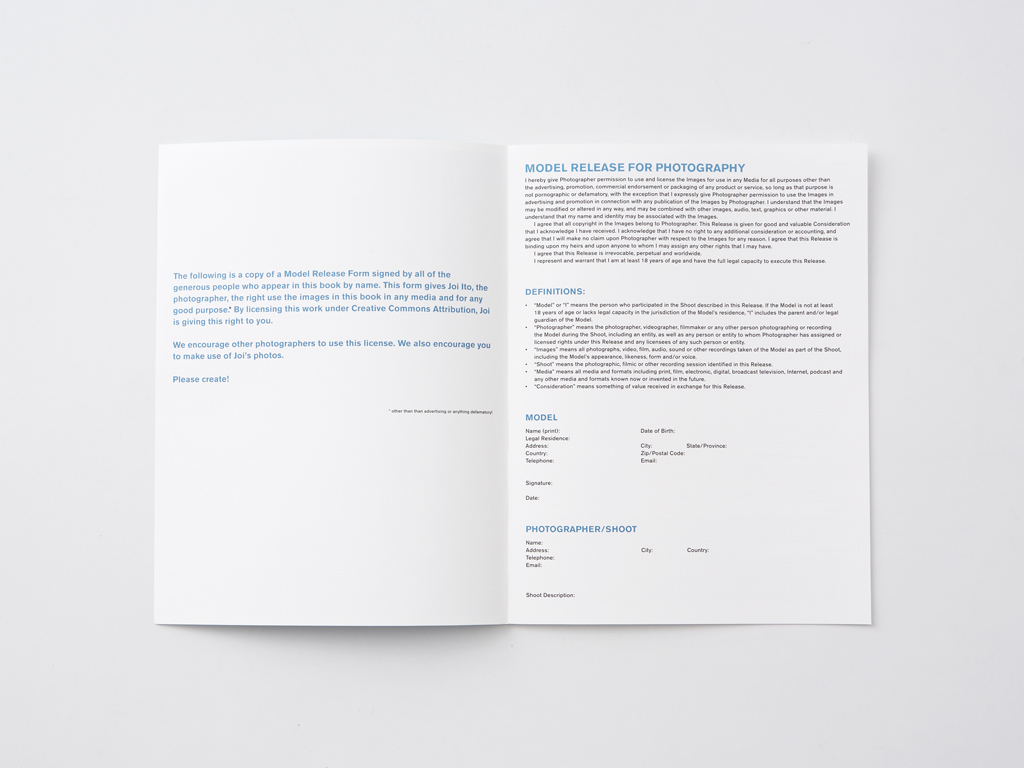 The following is a copy of a Model Release Form signed by all of the
generous people who appear in this book by name. This form gives Joi Ito, the
photographer, the right use the images in this book in any media and for any
good purpose.* By licensing this work under Creative Commons Attribution, Joi
is giving this right to you.
We encourage other photographers to use this license. We also encourage you
to make use of Joi's photos.
Please create!
* other than than advertising or anything defamatory!
MODEL RELEASE FOR PHOTOGRAPHY
I hereby give Photographer permission to use and license the Images for use in any Media for all purposes other than
the advertising, promotion, commercial endorsement or packaging of any product or service, so long as that purpose is
not pornographic or defamatory, with the exception that I expressly give Photographer permission to use the Images in
advertising and promotion in connection with any publication of the Images by Photographer. I understand that the Images
may be modified or altered in any way, and may be combined with other images, audio, text, graphics or other material. I
understand that my name and identity may be associated with the Images.
I agree that all copyright in the Images belong to Photographer. This Release is given for good and valuable Consideration
that I acknowledge I have received. I acknowledge that I have no right to any additional consideration or accounting, and
agree that I will make no claim upon Photographer with respect to the Images for any reason. I agree that this Release is
binding upon my heirs and upon anyone to whom I may assign any other rights that I may have.
I agree that this Release is irrevocable, perpetual and worldwide.
I represent and warrant that I am at least 18 years of age and have the full legal capacity to execute this Release.
DEFINITIONS:
• "Model" or "I" means the person who participated in the Shoot described in this Release. If the Model is not at least
18 years of age or lacks legal capacity in the jurisdiction of the Model's residence, "I" includes the parent and/or legal
guardian of the Model.
• "Photographer" means the photographer, videographer, filmmaker or any other person photographing or recording
the Model during the Shoot, including an entity, as well as any person or entity to whom Photographer has assigned or
licensed rights under this Release and any licensees of any such person or entity.
• "Images" means all photographs, video, film, audio, sound or other recordings taken of the Model as part of the Shoot,
including the Model's appearance, likeness, form and/or voice.
• "Shoot" means the photographic, filmic or other recording session identified in this Release.
• "Media" means all media and formats including print, film, electronic, digital, broadcast television, Internet, podcast and
any other media and formats known now or invented in the future.
• "Consideration" means something of value received in exchange for this Release.
MODEL
Name (print): Date of Birth:
Legal Residence:
Address: City: State/Province:
Country: Zip/Postal Code:
Telephone: Email:
Signature:
Date:
PHOTOGRAPHER/SHOOT
Name:
Address: City: Country:
Telephone:
Email:
Shoot Description: